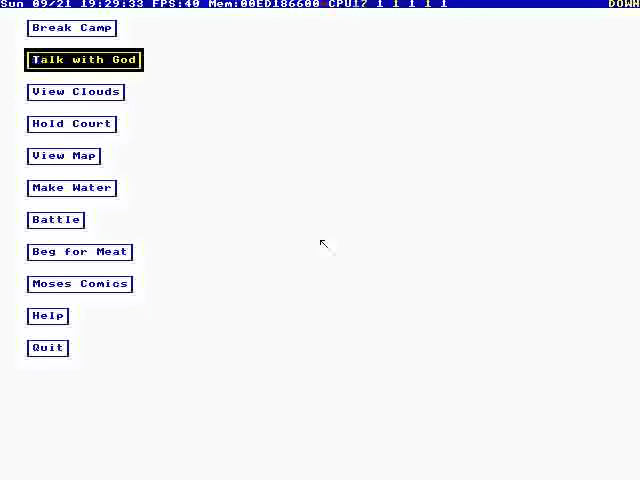 Sun 09/21 19:29:33 FPS:40 Mem:00ED186600 CPU17 1 1 1 1 1 DOWN
Break Camp
Talk with God
View Clouds
Hold Court
View Map
Make Water
Battle
Beg for Meat
Moses Comics
Help
Quit